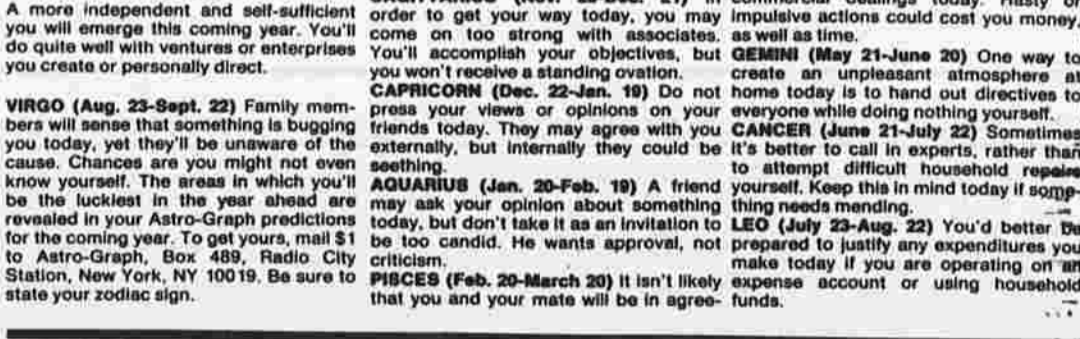 A more independent and self-sufficient
you will emerge this coming year. You'll
do quite well with ventures or enterprises
you create or personally direct.
VIRGO (Aug. 23-Sept. 22) Family mem-
bers will sense that something is bugging
you today, yet they'll be unaware of the
cause. Chances are you might not even
know yourself. The areas in which you'll
be the luckiest in the year ahead are
revealed in your Astro-Graph predictions
for the coming year. To get yours, mail $1
to Astro-Graph, Box 489, Radio City
Station, New York, NY 10019. Be sure to
state your zodiac sign.
order to get your way today, you may
come on too strong with associates.
You'll accomplish your objectives, but
you won't receive a standing ovation.
CAPRICORN (Dec. 22-Jan. 19) Do not
press your views or opinions on your
friends today. They may agree with you
externally, but internally they could be
seething.
AQUARIUS (Jan. 20-Feb. 19) A friend
may ask your opinion about something
today, but don't take it as an invitation to
be too candid. He wants approval, not
criticism.
PISCES (Feb. 20-March 20) It isn't likely
that you and your mate will be in agree-
impulsive actions could cost you money,
as well as time.
GEMINI (May 21-June 20) One way to
create an unpleasant atmosphere at
home today is to hand out directives to
everyone while doing nothing yourself.
CANCER (June 21-July 22) Sometimes
it's better to call in experts, rather than
to attempt difficult household repairs
yourself. Keep this in mind today if some-
thing needs mending.
LEO (July 23-Aug. 22) You'd better be
prepared to justify any expenditures you
make today if you are operating on an
expense account or using household
funds.